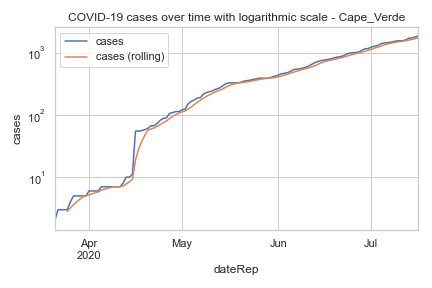 COVID-19 cases over time with logarithmic scale - Cape_Verde
cases
cases (rolling)
10³
10²
10¹
cases
Apr
2020
May
Jun
Jul
dateRep